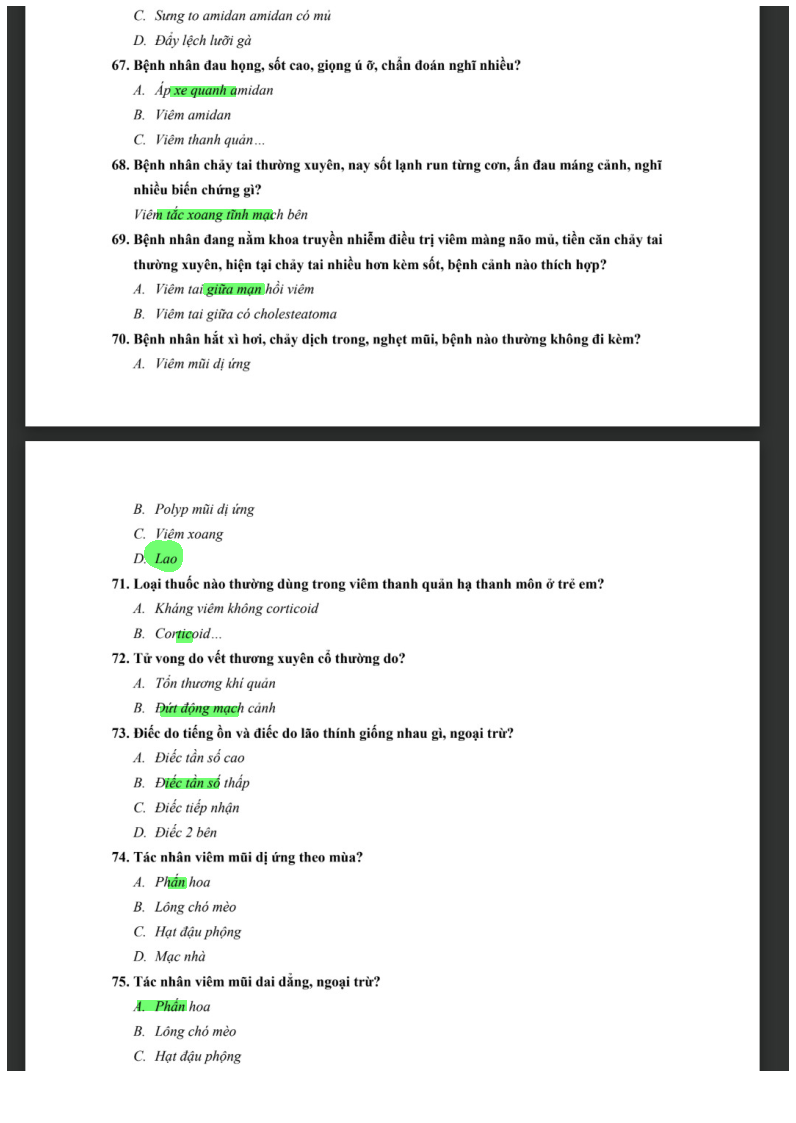 C. Sưng to amidan amidan có mủ
D. Đẩy lệch lưỡi gà
67. Bệnh nhân đau họng, sốt cao, giọng ú ỡ, chẩn đoán nghĩ nhiều?
A. Áp xe quanh amidan
B. Viêm amidan
C. Viêm thanh quản…
68. Bệnh nhân chảy tai thường xuyên, nay sốt lạnh run từng cơn, ấn đau máng cảnh, nghĩ
nhiều biến chứng gì?
Viêm tắc xoang tĩnh mạch bên
69. Bệnh nhân đang nằm khoa truyền nhiễm điều trị viêm màng não mủ, tiền căn chảy tai
thường xuyên, hiện tại chảy tai nhiều hơn kèm sốt, bệnh cảnh nào thích hợp?
A. Viêm tai giữa mạn hồi viêm
B. Viêm tai giữa có cholesteatoma
70. Bệnh nhân hắt xì hơi, chảy dịch trong, nghẹt mũi, bệnh nào thường không đi kèm?
A. Viêm mũi dị ứng
B. Polyp mũi dị ứng
C. Viêm xoang
D. Lao
71. Loại thuốc nào thường dùng trong viêm thanh quản hạ thanh môn ở trẻ em?
A. Kháng viêm không corticoid
B. Corticoid…
72. Tử vong do vết thương xuyên cổ thường do?
A. Tổn thương khí quản
B. Đứt động mạch cảnh
73. Điếc do tiếng ồn và điếc do lão thính giống nhau gì, ngoại trừ?
A. Điếc tần số cao
B. Điếc tần số thấp
C. Điếc tiếp nhận
D. Điếc 2 bên
74. Tác nhân viêm mũi dị ứng theo mùa?
A. Phấn hoa
B. Lông chó mèo
C. Hạt đậu phộng
D. Mạc nhà
75. Tác nhân viêm mũi dai dẳng, ngoại trừ?
A. Phấn hoa
B. Lông chó mèo
C. Hạt đậu phộng